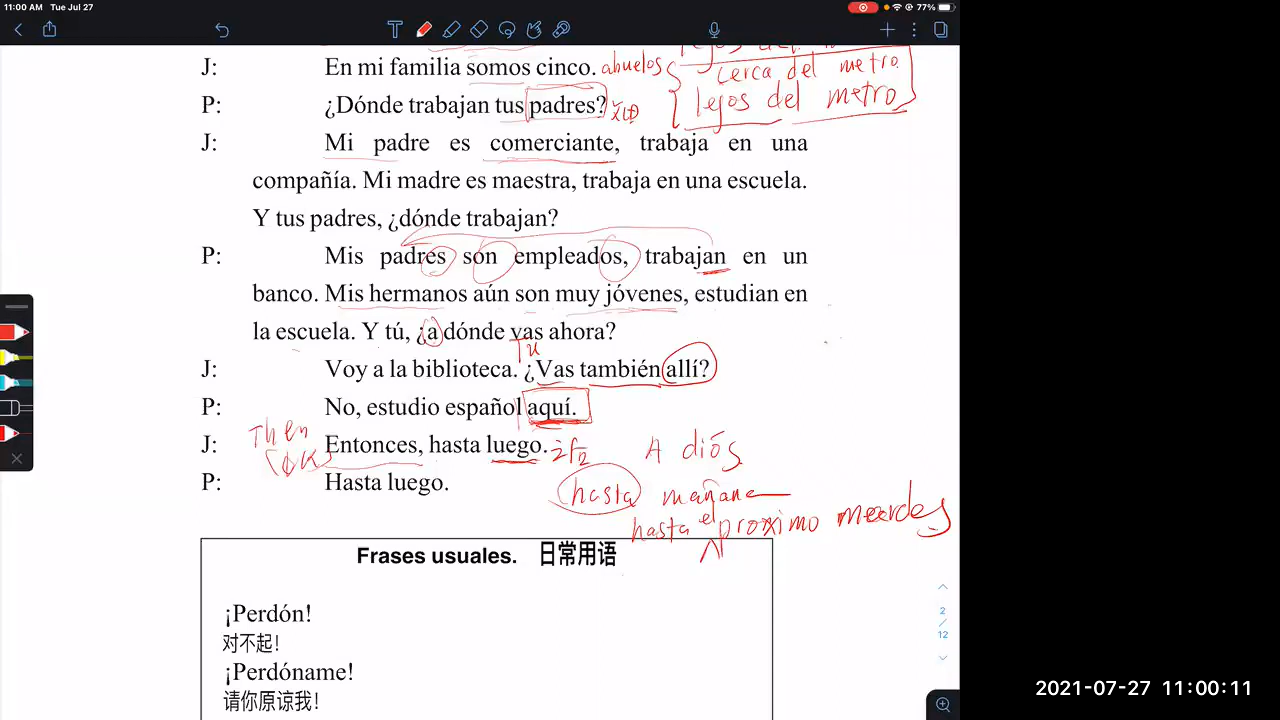 11:00 AM Tue Jul 27
77%
J: En mi familia somos cinco. abuelos
cerca del metro
P: ¿Dónde trabajan tus padres?
lejos del metro
J: Mi padre es comerciante, trabaja en una
compañía. Mi madre es maestra, trabaja en una escuela.
Y tus padres, ¿dónde trabajan?
P: Mis padres son empleados, trabajan en un
banco. Mis hermanos aún son muy jóvenes, estudian en
la escuela. Y tú, ¿a dónde vas ahora?
Tu
J: Voy a la biblioteca. ¿Vas también allí?
P: No, estudio español aquí.
Then
J: Entonces, hasta luego. A diós
(OK)
P: Hasta luego.
hasta mañana
hasta el proximo
Frases usuales. 日常用语
¡Perdón!
对不起!
¡Perdóname!
请你原谅我!
2
/
12
2021-07-27 11:00:11